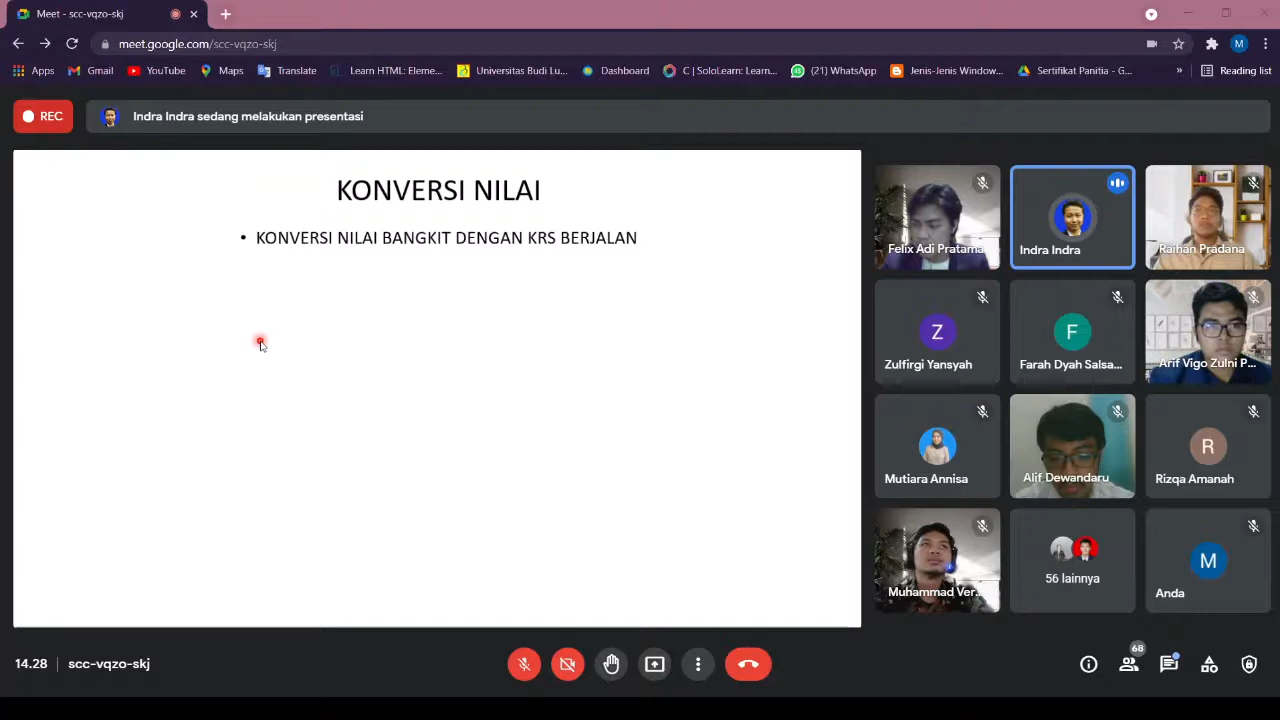 Meet - scc-vqzo-skj
meet.google.com/scc-vqzo-skj
M
Apps
Gmail
YouTube
Maps
Translate
Learn HTML: Eleme...
Universitas Budi Lu...
Dashboard
C | SoloLearn: Learn...
(21) WhatsApp
Jenis-Jenis Window...
Sertifikat Panitia - G...
»
Reading list
REC
Indra Indra sedang melakukan presentasi
KONVERSI NILAI
• KONVERSI NILAI BANGKIT DENGAN KRS BERJALAN
Felix Adi Pratama
Indra Indra
Raihan Pradana
Z
Zulfirgi Yansyah
F
Farah Dyah Salsa...
Arif Vigo Zulni P...
Mutiara Annisa
Alif Dewandaru
R
Rizqa Amanah
Muhammad Ver...
56 lainnya
M
Anda
14.28 | scc-vqzo-skj
68